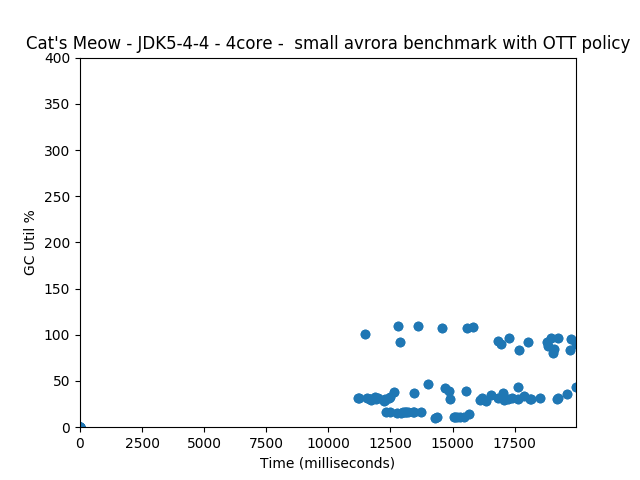 Cat's Meow - JDK5-4-4 - 4core -  small avrora benchmark with OTT policy
400
350
300
250
200
150
100
50
0
GC Util %
0 2500 5000 7500 10000 12500 15000 17500
Time (milliseconds)